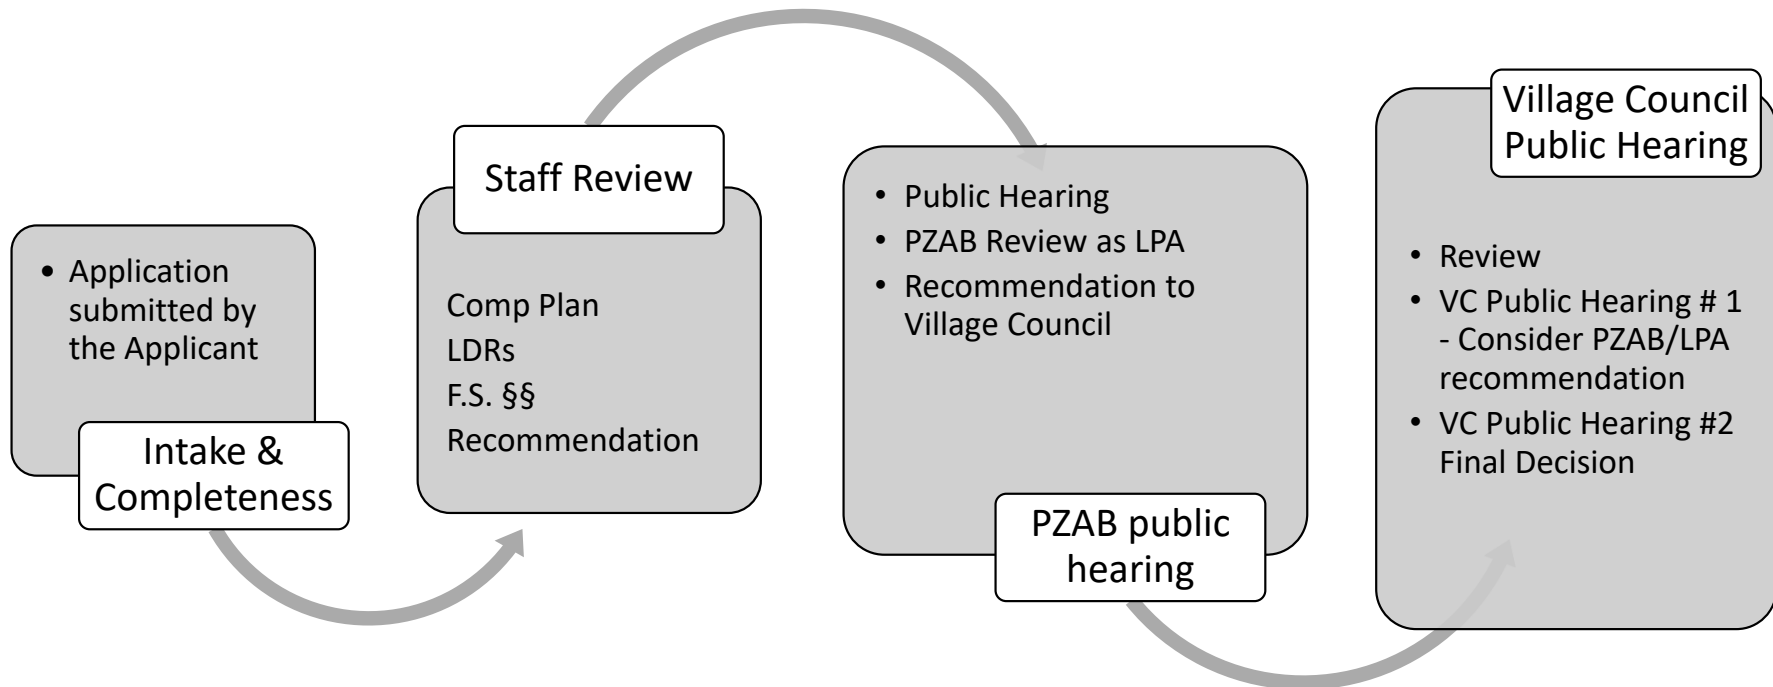 • Application
submitted by
the Applicant
Intake &
Completeness
Staff Review
Comp Plan
LDRs
F.S. §§
Recommendation
• Public Hearing
• PZAB Review as LPA
• Recommendation to
Village Council
PZAB public
hearing
Village Council
Public Hearing
• Review
• VC Public Hearing # 1
- Consider PZAB/LPA
recommendation
• VC Public Hearing #2
Final Decision